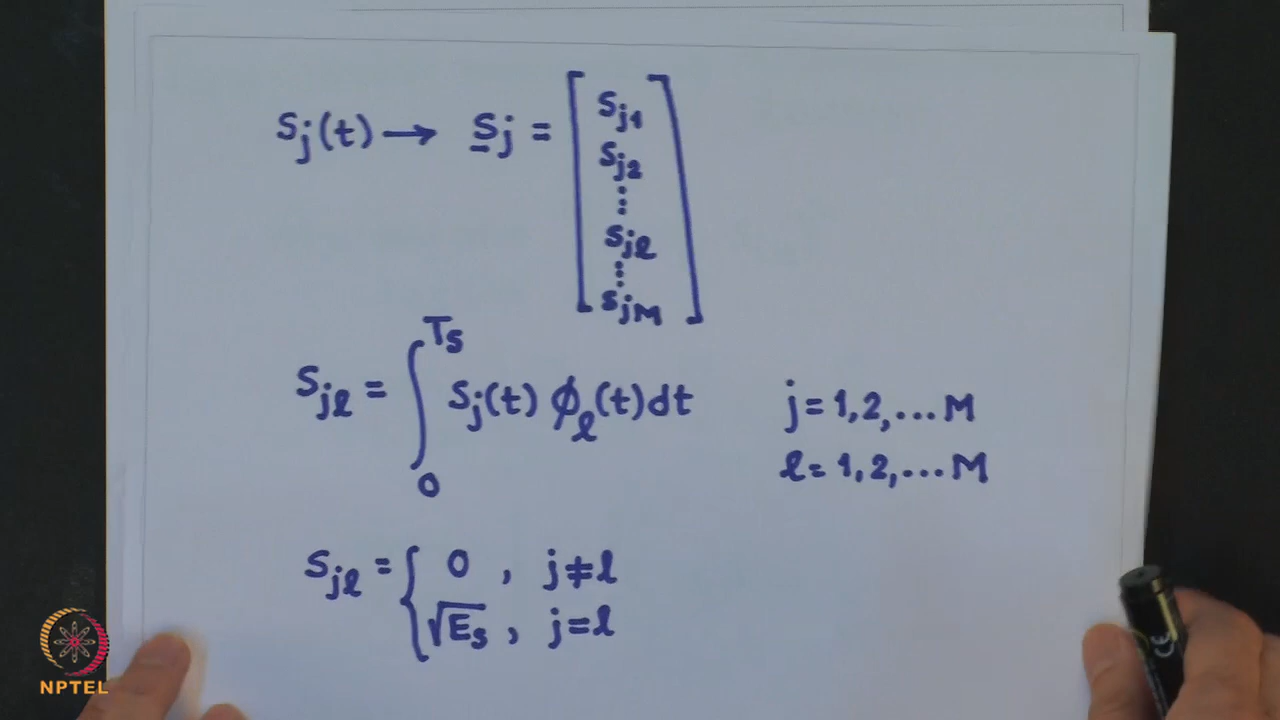 Sj(t) → S̲j = [ Sj1
Sj2
⋮
Sjℓ
⋮
SjM ]
Sjℓ = ∫₀^Ts Sj(t) ϕℓ(t)dt    j = 1,2,...M
ℓ = 1,2,...M
Sjℓ = { 0 , j≠ℓ
√Es , j=ℓ
NPTEL
CE